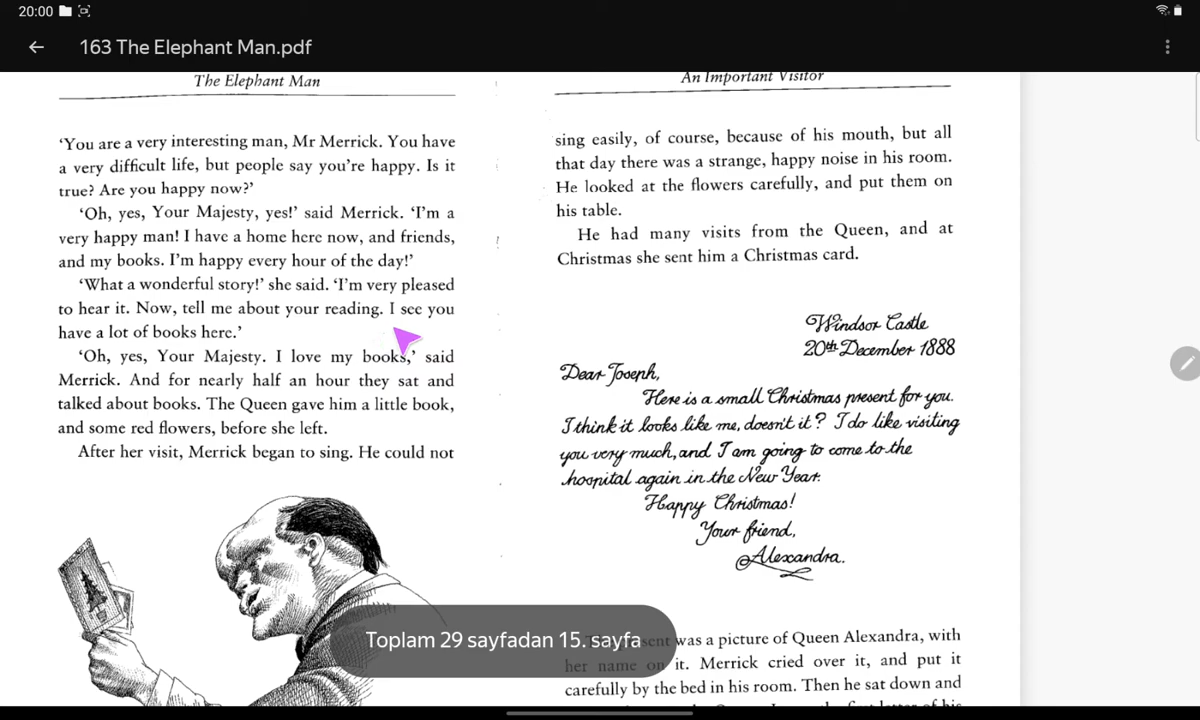 20:00
163 The Elephant Man.pdf
The Elephant Man
‘You are a very interesting man, Mr Merrick. You have
a very difficult life, but people say you’re happy. Is it
true? Are you happy now?’
‘Oh, yes, Your Majesty, yes!’ said Merrick. ‘I’m a
very happy man! I have a home here now, and friends,
and my books. I’m happy every hour of the day!’
‘What a wonderful story!’ she said. ‘I’m very pleased
to hear it. Now, tell me about your reading. I see you
have a lot of books here.’
‘Oh, yes, Your Majesty. I love my books,’ said
Merrick. And for nearly half an hour they sat and
talked about books. The Queen gave him a little book,
and some red flowers, before she left.
After her visit, Merrick began to sing. He could not
An Important Visitor
sing easily, of course, because of his mouth, but all
that day there was a strange, happy noise in his room.
He looked at the flowers carefully, and put them on
his table.
He had many visits from the Queen, and at
Christmas she sent him a Christmas card.
Windsor Castle
20th December 1888
Dear Joseph,
Here is a small Christmas present for you.
I think it looks like me, doesn't it? I do like visiting
you very much, and I am going to come to the
hospital again in the New Year.
Happy Christmas!
Your friend,
Alexandra.
Toplam 29 sayfadan 15. sayfa
was a picture of Queen Alexandra, with
her name on it. Merrick cried over it, and put it
carefully by the bed in his room. Then he sat down and